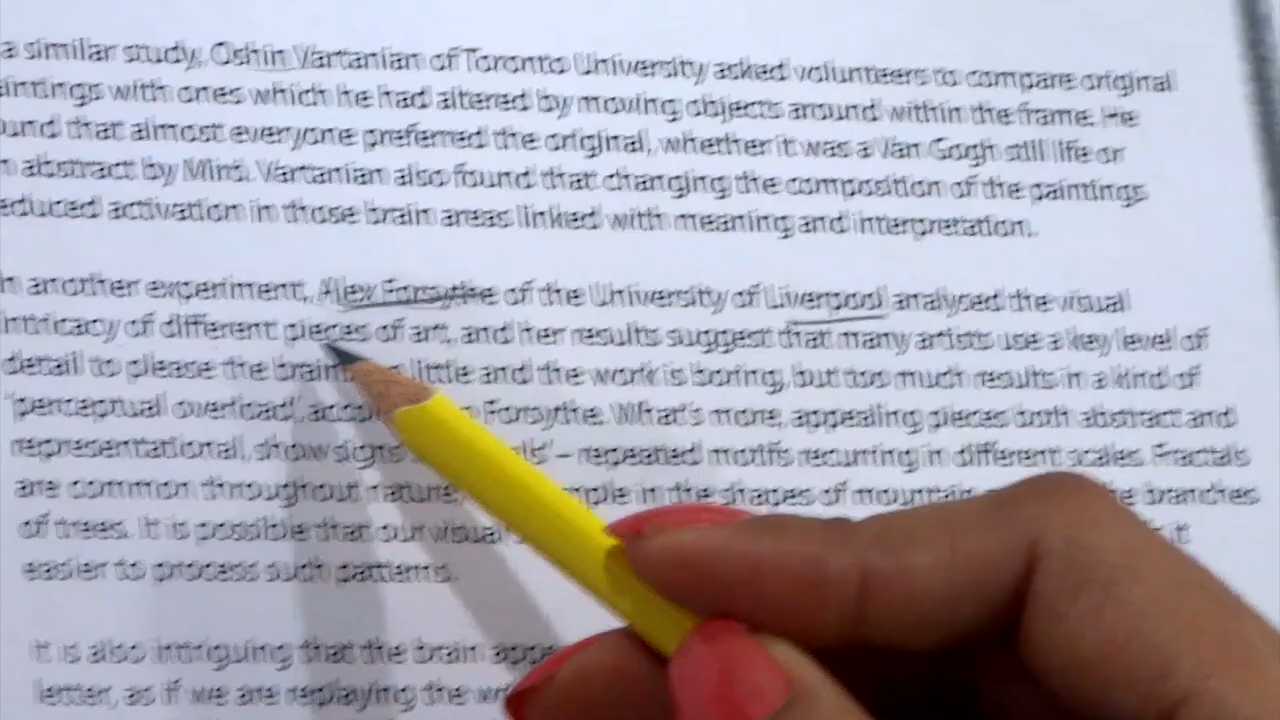 a similar study, Oshin Vartanian of Toronto University asked volunteers to compare original
intings with ones which he had altered by moving objects around within the frame. He
und that almost everyone preferred the original, whether it was a Van Gogh still life or
n abstract by Miró. Vartanian also found that changing the composition of the paintings
educed activation in those brain areas linked with meaning and interpretation.
n another experiment, Alex Forsythe of the University of Liverpool analysed the visual
intricacy of different pieces of art, and her results suggest that many artists use a key level of
detail to please the brain. little and the work is boring, but too much results in a kind of
'perceptual overload', Forsythe. What's more, appealing pieces both abstract and
representational, show signs – repeated motifs recurring in different scales. Fractals
are common throughout nature, in the shapes of mountain branches
of trees. It is possible that our visual it
easier to process such patterns.
It is also intriguing that the brain appe
letter, as if we are replaying the